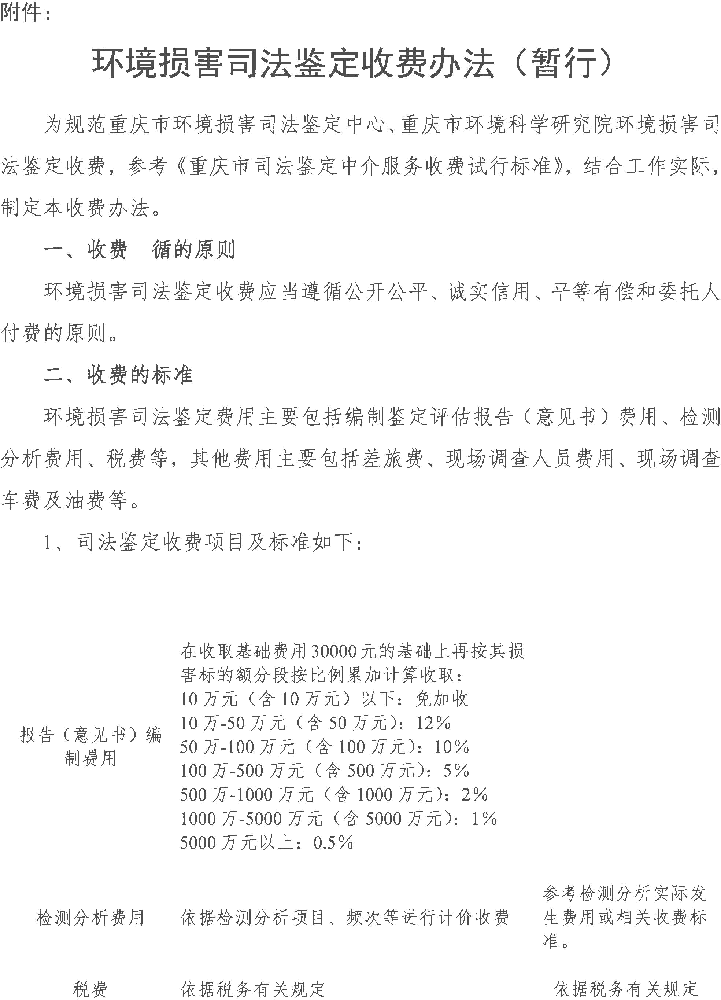 附件：
环境损害司法鉴定收费办法（暂行）
为规范重庆市环境损害司法鉴定中心、重庆市环境科学研究院环境损害司
法鉴定收费，参考《重庆市司法鉴定中介服务收费试行标准》，结合工作实际，
制定本收费办法。
一、收费　循的原则
环境损害司法鉴定收费应当遵循公开公平、诚实信用、平等有偿和委托人
付费的原则。
二、收费的标准
环境损害司法鉴定费用主要包括编制鉴定评估报告（意见书）费用、检测
分析费用、税费等，其他费用主要包括差旅费、现场调查人员费用、现场调查
车费及油费等。
1、司法鉴定收费项目及标准如下：
报告（意见书）编
制费用
在收取基础费用30000元的基础上再按其损
害标的额分段按比例累加计算收取：
10万元（含10万元）以下：免加收
10万-50万元（含50万元）：12%
50万-100万元（含100万元）：10%
100万-500万元（含500万元）：5%
500万-1000万元（含1000万元）：2%
1000万-5000万元（含5000万元）：1%
5000万元以上：0.5%
检测分析费用
依据检测分析项目、频次等进行计价收费
参考检测分析实际发
生费用或相关收费标
准。
税费
依据税务有关规定
依据税务有关规定